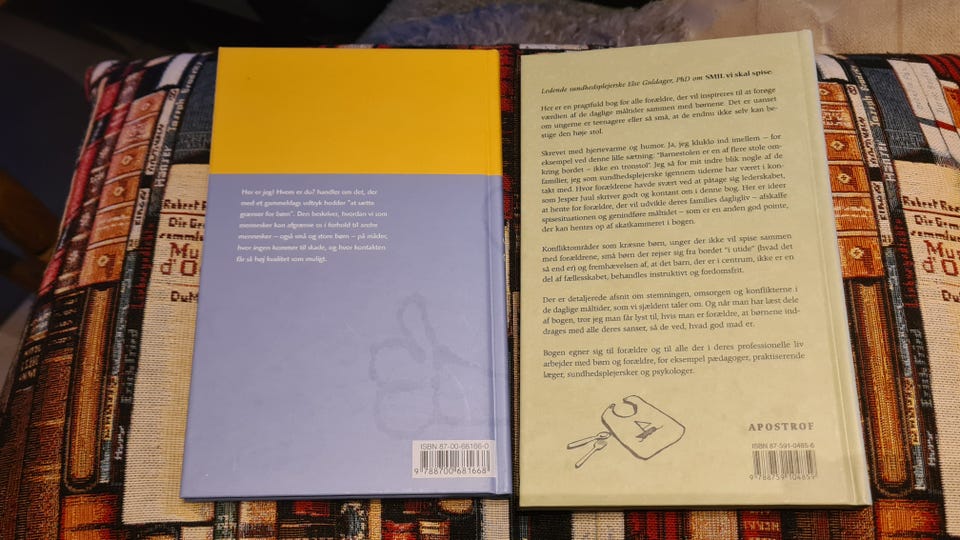 Her er jeg! Hvem er du? handler om det, der
med et gammeldags udtryk hedder "at sætte
grænser for børn". Den beskriver, hvordan vi som
mennesker kan afgrænse os i forhold til andre
mennesker – også små og store børn – på måder,
hvor ingen kommer til skade, og hvor kontakten
får så høj kvalitet som muligt.
ISBN 87-00-68166-0
9 788700 681668
Ledende sundhedsplejerske Else Guldager, PhD om SMIL vi skal spise:
Her er en pragtfuld bog for alle forældre, der vil inspireres til at forøge
værdien af de daglige måltider sammen med børnene. Det er uanset
om ungerne er teenagere eller så små, at de endnu ikke selv kan be-
stige den høje stol.
Skrevet med hjertevarme og humor. Ja, jeg kluklo ind imellem – for
eksempel ved denne lille sætning: "Barnestolen er en af flere stole om-
kring bordet – ikke en tronstol". Jeg så for mit indre blik nogle af de
familier, jeg som sundhedsplejerske igennem tiderne har været i kon-
takt med. Hvor forældrene havde svært ved at påtage sig lederskabet,
som Jesper Juul skriver godt og kontant om i denne bog. Her er ideer
at hente for forældre, der vil udvikle deres families dagligliv – afskaffe
spisesituationen og genindføre måltidet – som er en anden god pointe,
der kan hentes op af skatkammeret i bogen.
Konfliktområder som kræsne børn, unger der ikke vil spise sammen
med forældrene, små børn der rejser sig fra bordet "i utide" (hvad det
så end er) og fremhævelsen af, at det barn, der er i centrum, ikke er en
del af fællesskabet, behandles instruktivt og fordomsfrit.
Der er detaljerede afsnit om stemningen, omsorgen og konflikterne i
de daglige måltider, som vi sjældent taler om. Og når man har læst dele
af bogen, tror jeg man får lyst til, hvis man er forældre, at børnene ind-
drages med alle deres sanser, så de ved, hvad god mad er.
Bogen egner sig til forældre og til alle der i deres professionelle liv
arbejder med børn og forældre, for eksempel pædagoger, praktiserende
læger, sundhedsplejersker og psykologer.
APOSTROF
ISBN 87-591-0485-6
9 788759 104859